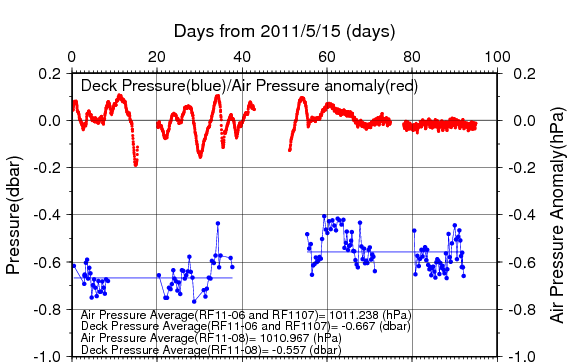 Days from 2011/5/15 (days)
0 20 40 60 80 100
0.2 0.2
Deck Pressure(blue)/Air Pressure anomaly(red)
0.0 0.0
-0.2 -0.2
-0.4 -0.4
-0.6 -0.6
-0.8 -0.8
-1.0 -1.0
Pressure(dbar)
Air Pressure Anomaly(hPa)
Air Pressure Average(RF11-06 and RF1107)= 1011.238 (hPa)
Deck Pressure Average(RF11-06 and RF1107)= -0.667 (dbar)
Air Pressure Average(RF11-08)= 1010.967 (hPa)
Deck Pressure Average(RF11-08)= -0.557 (dbar)